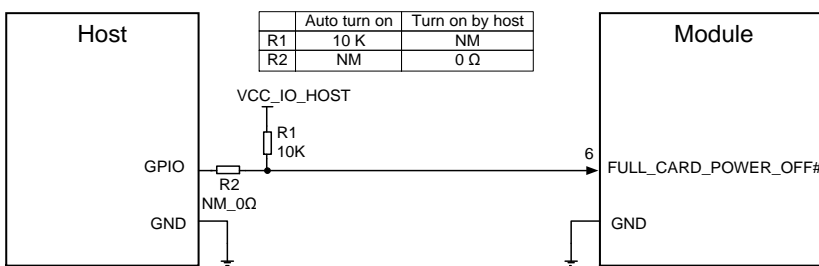 Host
Auto turn on Turn on by host
R1 10 K NM
R2 NM 0 Ω
Module
VCC_IO_HOST
R1
10K
GPIO
R2
NM_0Ω
6
FULL_CARD_POWER_OFF#
GND
GND